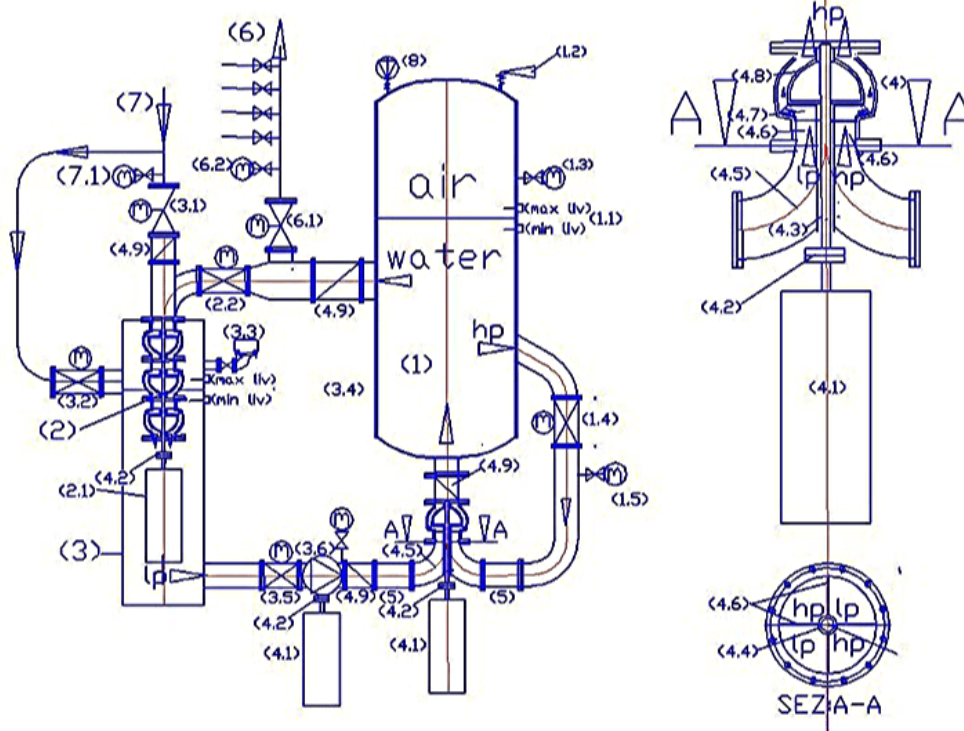 (6)
(8)
(1.2)
(7)
(6.2)
M
(1.3)
M
(7.1)
M
air
max liv)
(1.1)
(3.1)
M
(6.1)
M
min liv)
(4.9)
M
water
(2.2)
(4.9)
hp
(3.3)
M
(1)
max liv)
(3.4)
(3.2)
min liv)
(1.4)
M
(2)
(4.2)
(4.9)
M
(2.1)
(1.5)
M
A
A
(3)
M
(3.6)
(4.5)
lp
(3.5)
(4.9)
(5)
(4.2)
(5)
(4.2)
(4.1)
(4.1)
hp
(4.8)
(4)
A
(4.7)
A
(4.6)
(4.6)
(4.5)
lp
hp
(4.3)
(4.2)
(4.1)
(4.6)
hp
lp
(4.4)
lp
hp
SEZ.A-A